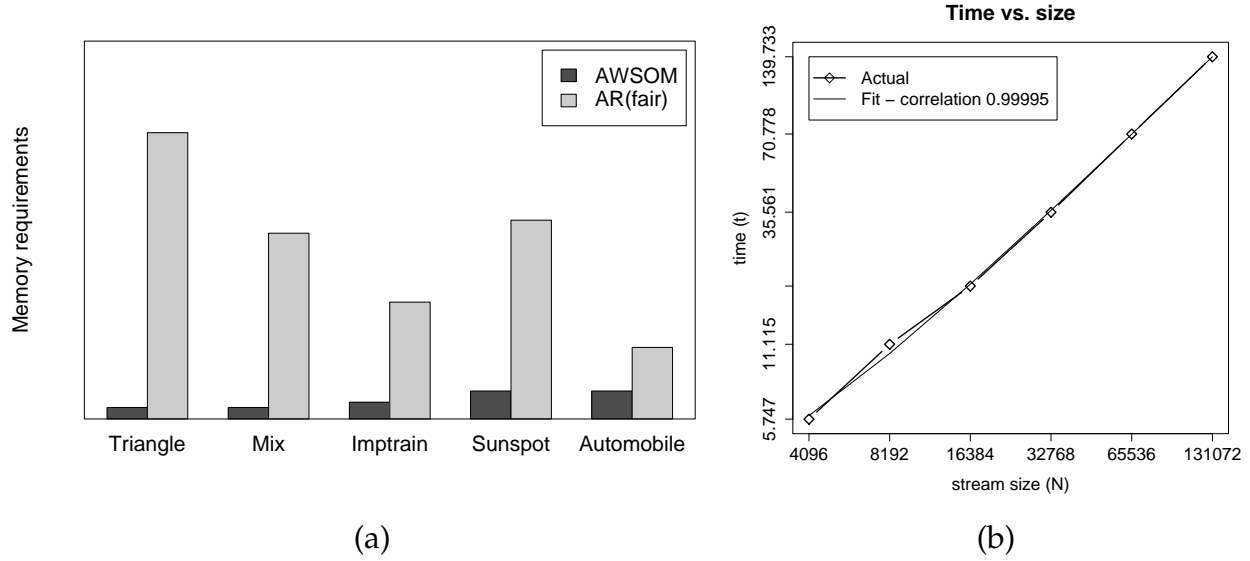 Memory requirements
AWSOM
AR(fair)
Triangle
Mix
Imptrain
Sunspot
Automobile
(a)
Time vs. size
Actual
Fit − correlation 0.99995
time (t)
139.733
70.778
35.561
11.115
5.747
4096
8192
16384
32768
65536
131072
stream size (N)
(b)